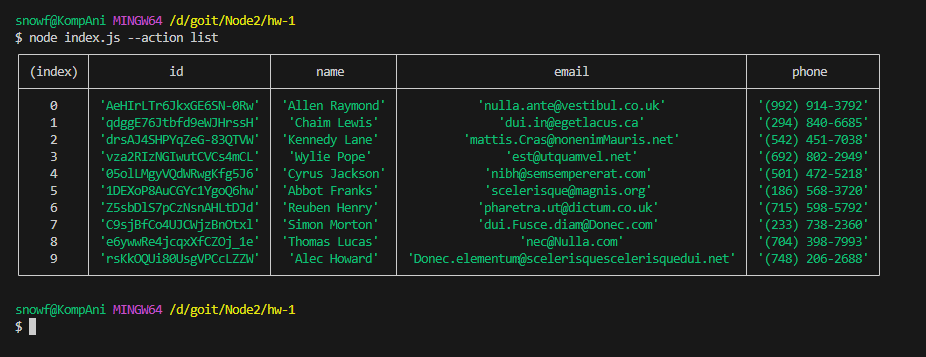 snowf@KompAni MINGW64 /d/goit/Node2/hw-1
$ node index.js --action list
(index) id name email phone
0 'AeHIrLTr6JkxGE6SN-0Rw' 'Allen Raymond' 'nulla.ante@vestibul.co.uk' '(992) 914-3792'
1 'qdggE76Jtbfd9eWJHrssH' 'Chaim Lewis' 'dui.in@egetlacus.ca' '(294) 840-6685'
2 'drsAJ4SHPYqZeG-83QTVW' 'Kennedy Lane' 'mattis.Cras@nonenimMauris.net' '(542) 451-7038'
3 'vza2RIzNGIwutCVCs4mCL' 'Wylie Pope' 'est@utquamvel.net' '(692) 802-2949'
4 '05olLMgyVQdWRwgKfg5J6' 'Cyrus Jackson' 'nibh@semsempererat.com' '(501) 472-5218'
5 '1DEXoP8AuCGYc1YgoQ6hw' 'Abbot Franks' 'scelerisque@magnis.org' '(186) 568-3720'
6 'Z5sbDlS7pCzNsnAHLtDJd' 'Reuben Henry' 'pharetra.ut@dictum.co.uk' '(715) 598-5792'
7 'C9sjBfCo4UJCWjzBnOtxl' 'Simon Morton' 'dui.Fusce.diam@Donec.com' '(233) 738-2360'
8 'e6ywwRe4jcqxXfCZOj_1e' 'Thomas Lucas' 'nec@Nulla.com' '(704) 398-7993'
9 'rsKkOQUi80UsgVPCcLZZW' 'Alec Howard' 'Donec.elementum@scelerisquescelerisquedui.net' '(748) 206-2688'
snowf@KompAni MINGW64 /d/goit/Node2/hw-1
$